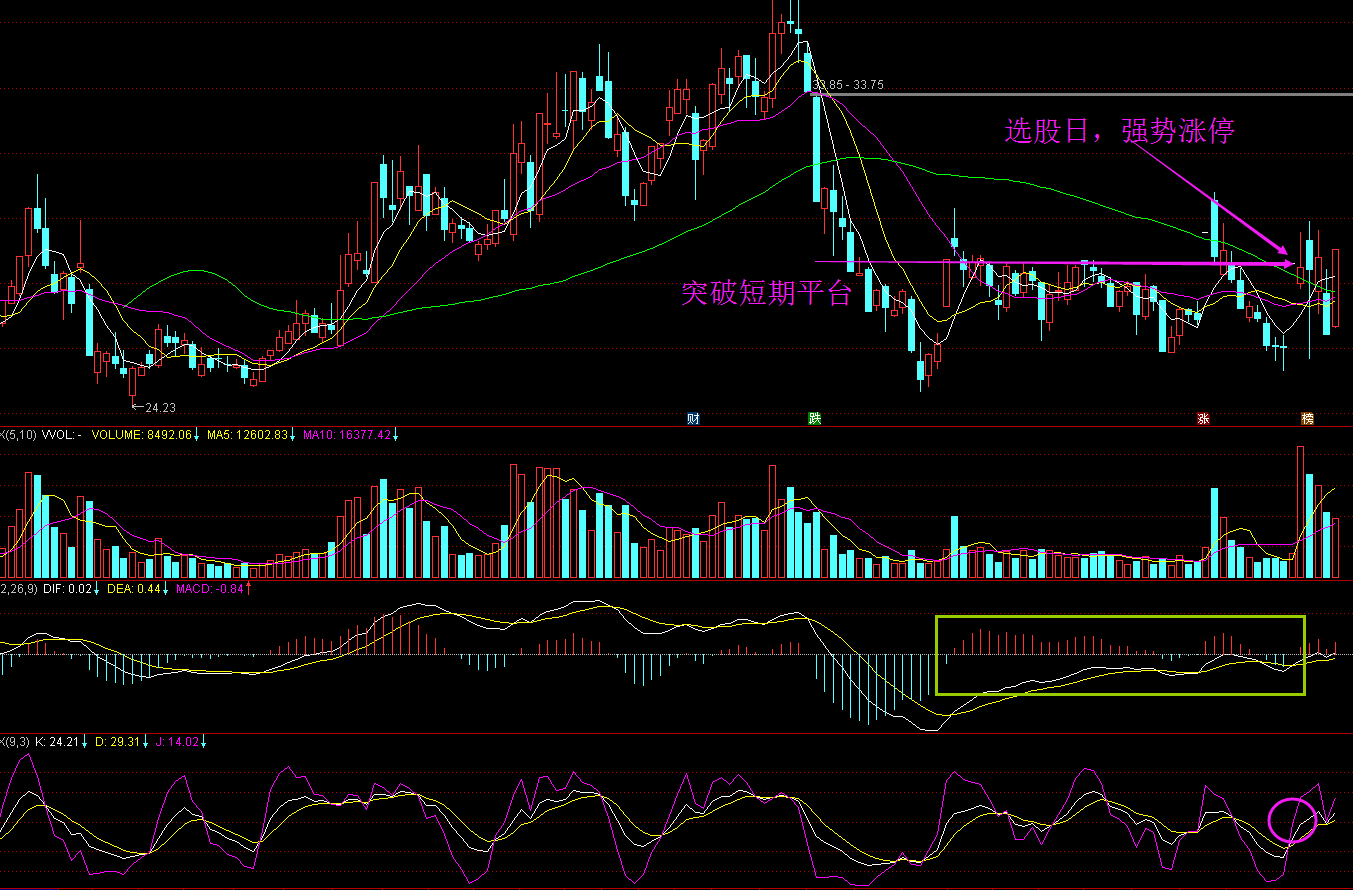 33.85 - 33.75
选股日，强势涨停
突破短期平台
←24.23
财
跌
涨
榜
X(5,10) VVOL: - VOLUME: 8492.06↓ MA5: 12602.83↓ MA10: 16377.42↓
2,26,9) DIF: 0.02↓ DEA: 0.44↓ MACD: -0.84↑
X(9,3) K: 24.21↓ D: 29.31↓ J: 14.02↓